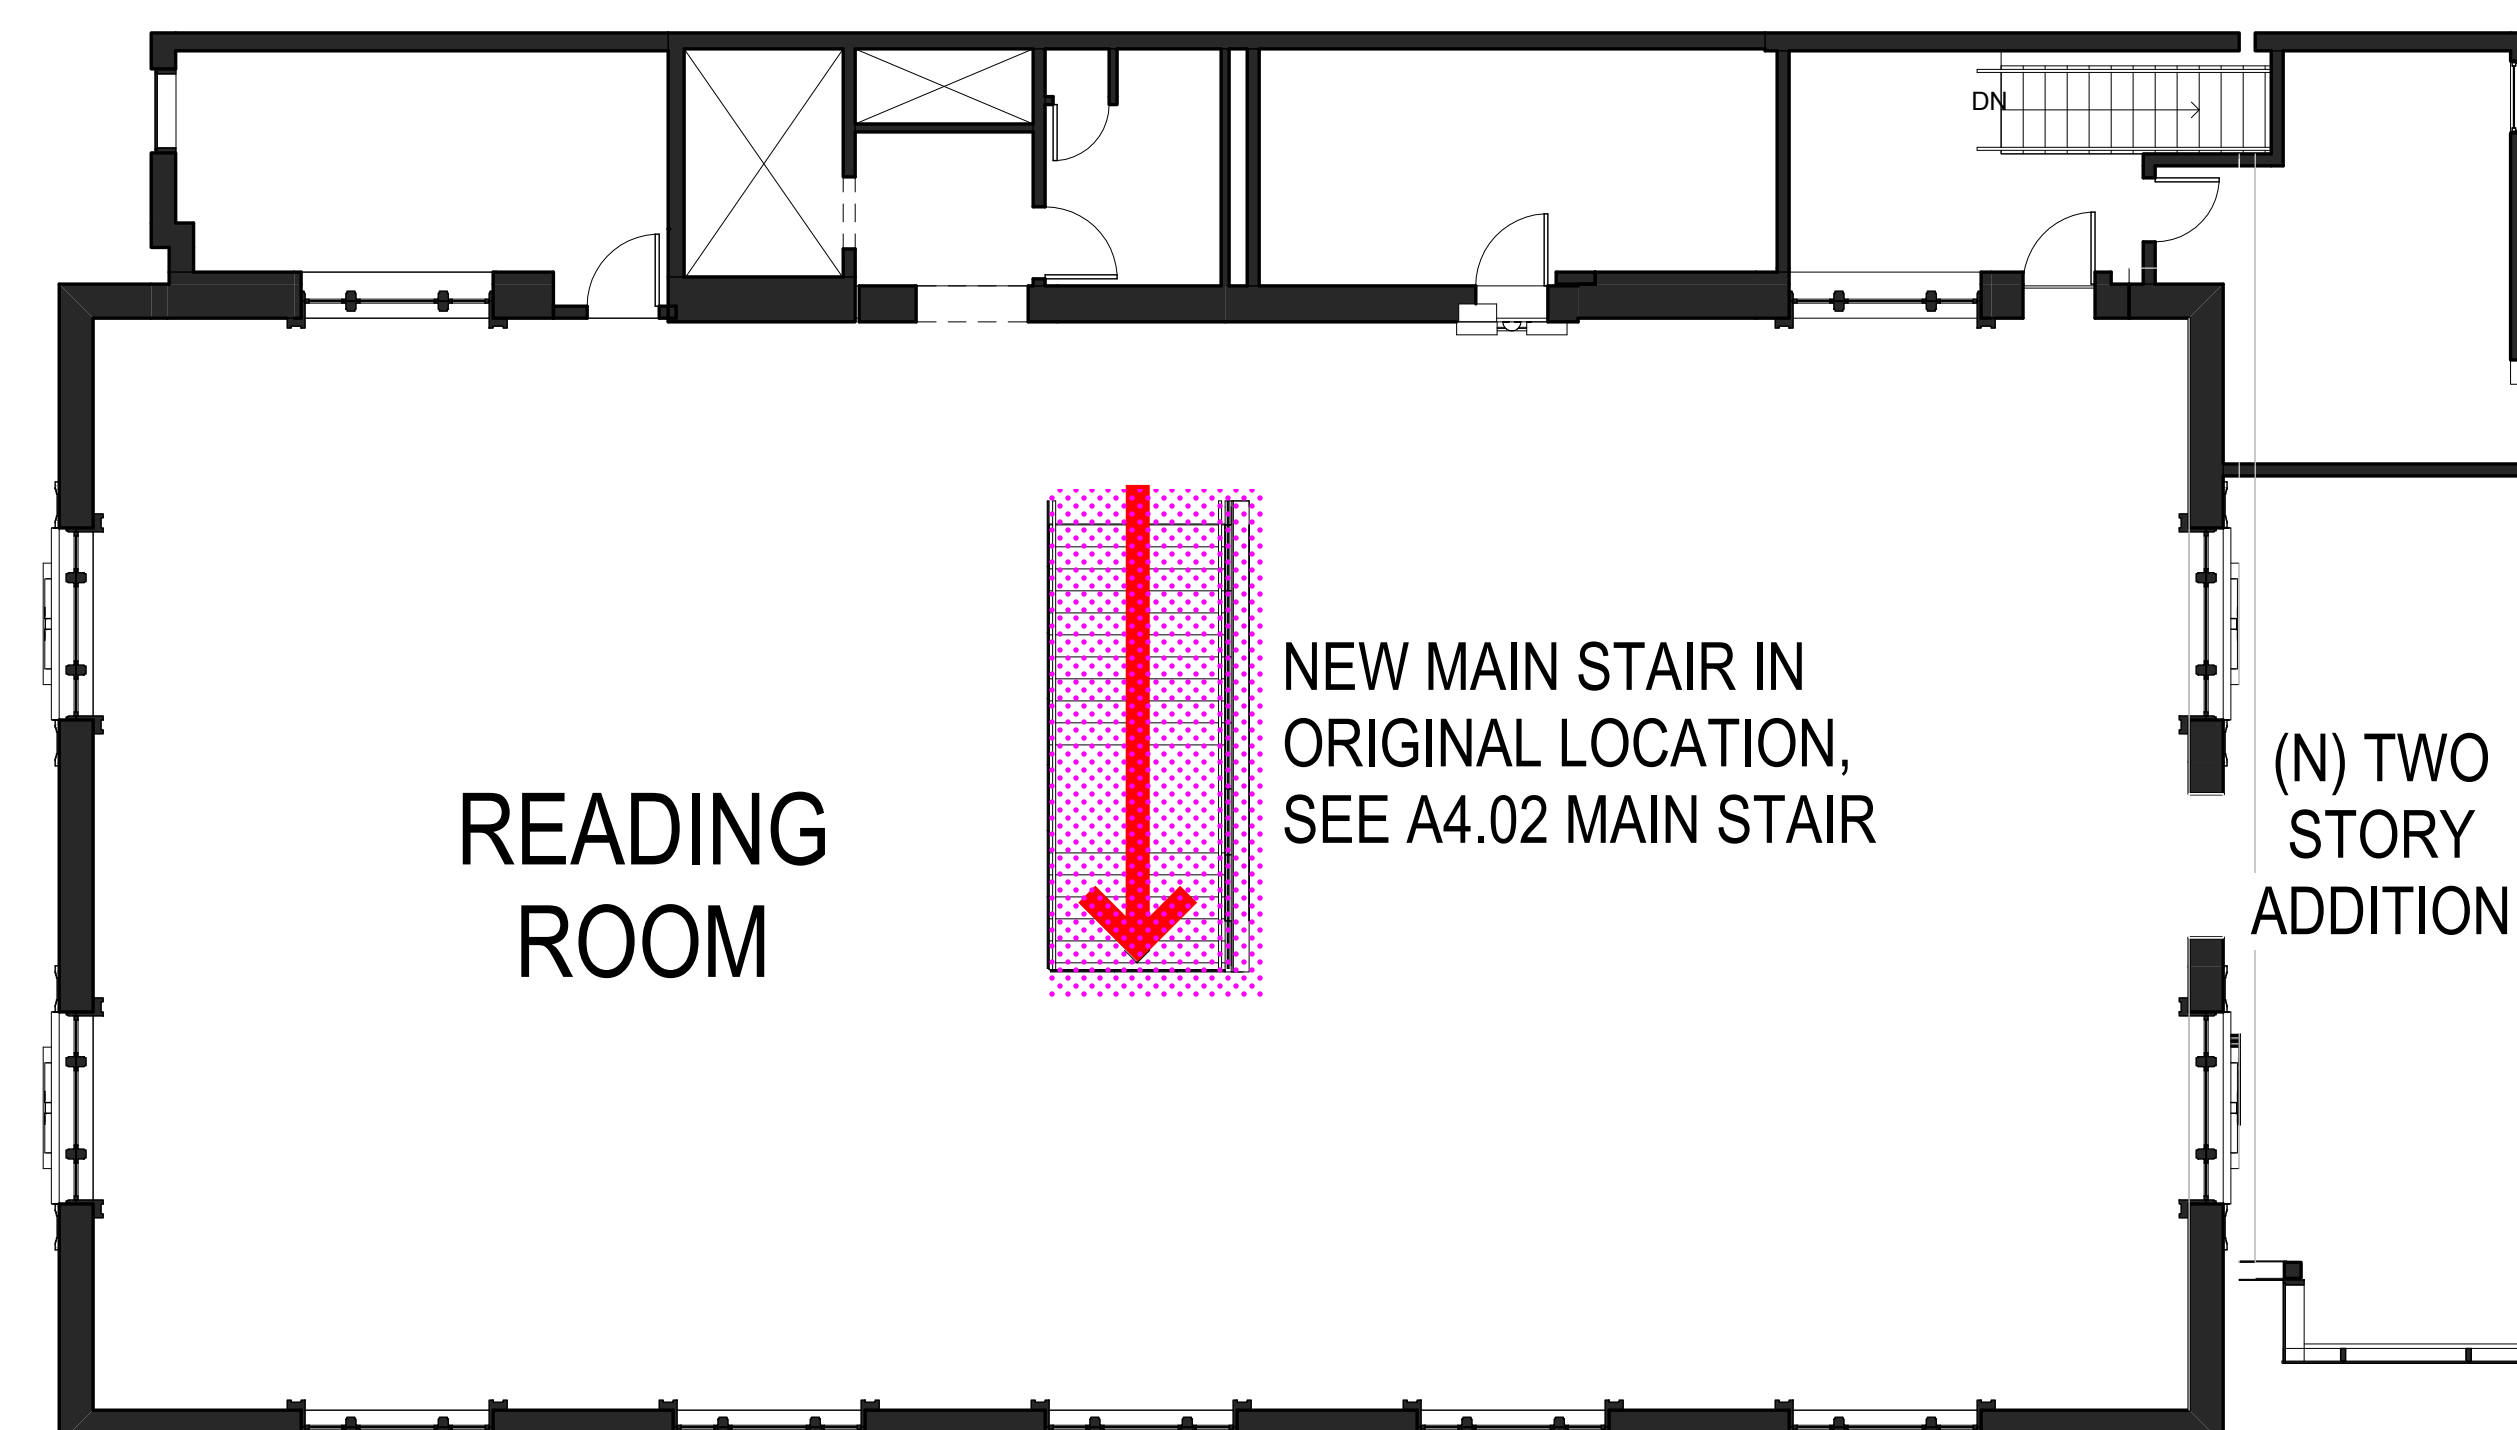 DN
NEW MAIN STAIR IN
ORIGINAL LOCATION,
SEE A4.02 MAIN STAIR
READING
ROOM
(N) TWO
STORY
ADDITION